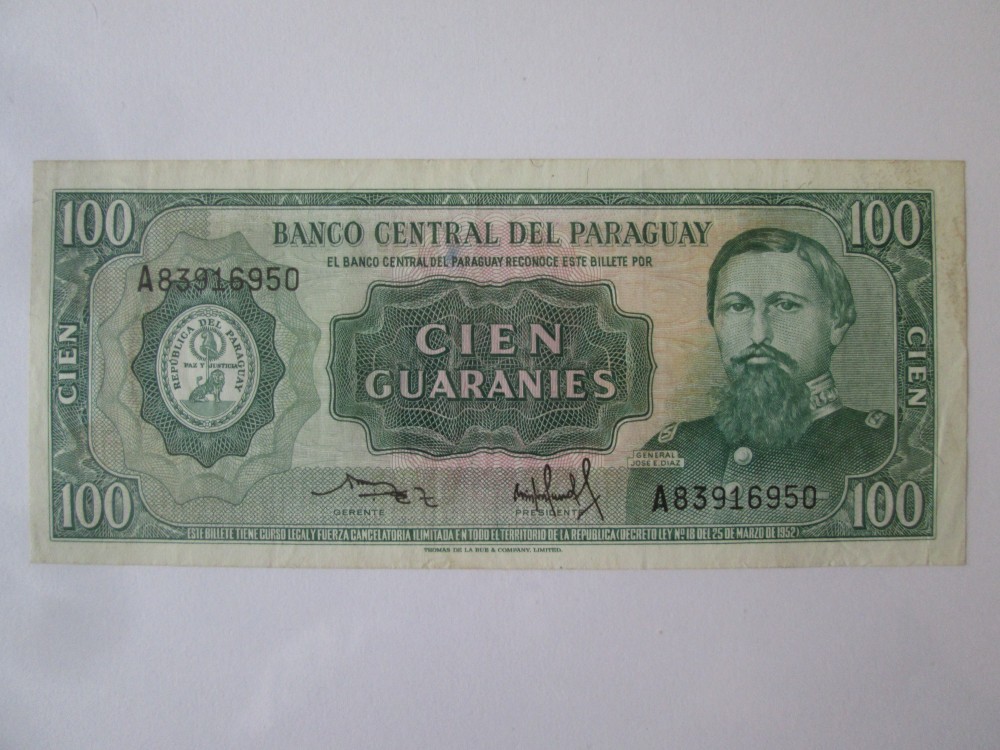 100
100
BANCO CENTRAL DEL PARAGUAY
EL BANCO CENTRAL DEL PARAGUAY RECONOCE ESTE BILLETE POR
A83916950
CIEN
REPÚBLICA DEL PARAGUAY
PAZ Y JUSTICIA
CIEN
GUARANIES
CIEN
GENERAL
JOSE E. DIAZ
A83916950
GERENTE
PRESIDENTE
100
100
(ESTE BILLETE TIENE CURSO LEGAL Y FUERZA CANCELATORIA ILIMITADA EN TODO EL TERRITORIO DE LA REPUBLICA (DECRETO LEY Nº 18 DEL 25 DE MARZO DE 1952)
THOMAS DE LA RUE & COMPANY, LIMITED.